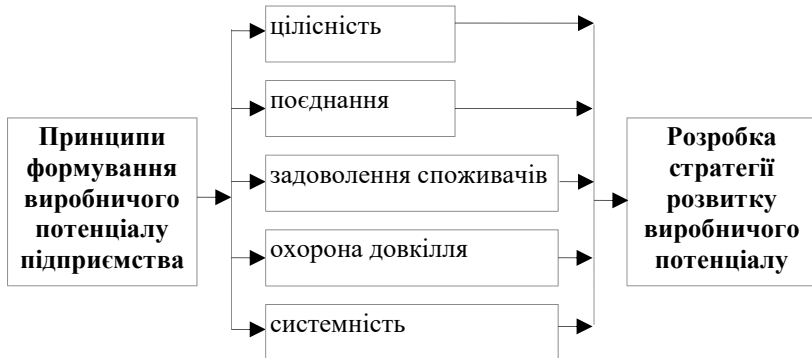 Принципи
формування
виробничого
потенціалу
підприємства
цілісність
поєднання
задоволення споживачів
охорона довкілля
системність
Розробка
стратегії
розвитку
виробничого
потенціалу